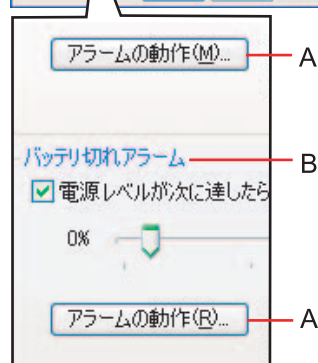 アラームの動作(M)... A
バッテリ切れアラーム B
電源レベルが次に達したら
0%
アラームの動作(R)... A